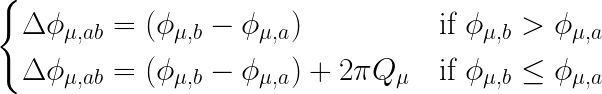 Δϕ_{μ,ab} = (ϕ_{μ,b} − ϕ_{μ,a}) if ϕ_{μ,b} > ϕ_{μ,a}
Δϕ_{μ,ab} = (ϕ_{μ,b} − ϕ_{μ,a}) + 2πQ_μ if ϕ_{μ,b} ≤ ϕ_{μ,a}